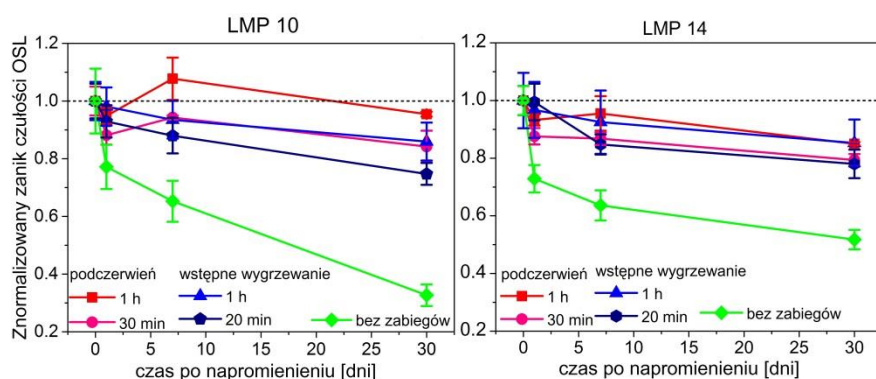 LMP 10
Znormalizowany zanik czułości OSL
1.2
1.0
0.8
0.6
0.4
0.2
podczerwień wstępne wygrzewanie
1 h 1 h
30 min 20 min bez zabiegów
0 5 10 15 20 25 30
czas po napromienieniu [dni]
LMP 14
1.2
1.0
0.8
0.6
0.4
0.2
podczerwień wstępne wygrzewanie
1 h 1 h
30 min 20 min bez zabiegów
0 5 10 15 20 25 30
czas po napromienieniu [dni]